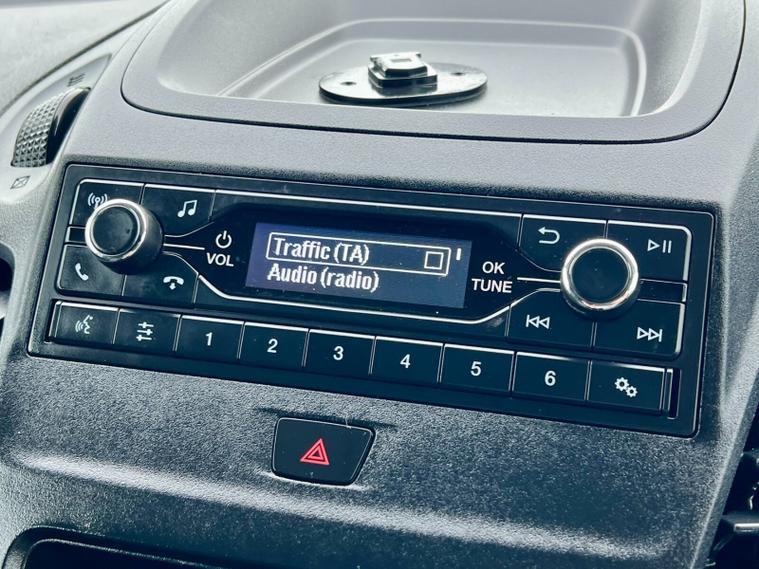 Traffic (TA)
Audio (radio)
VOL
OK
TUNE
1 2 3 4 5 6